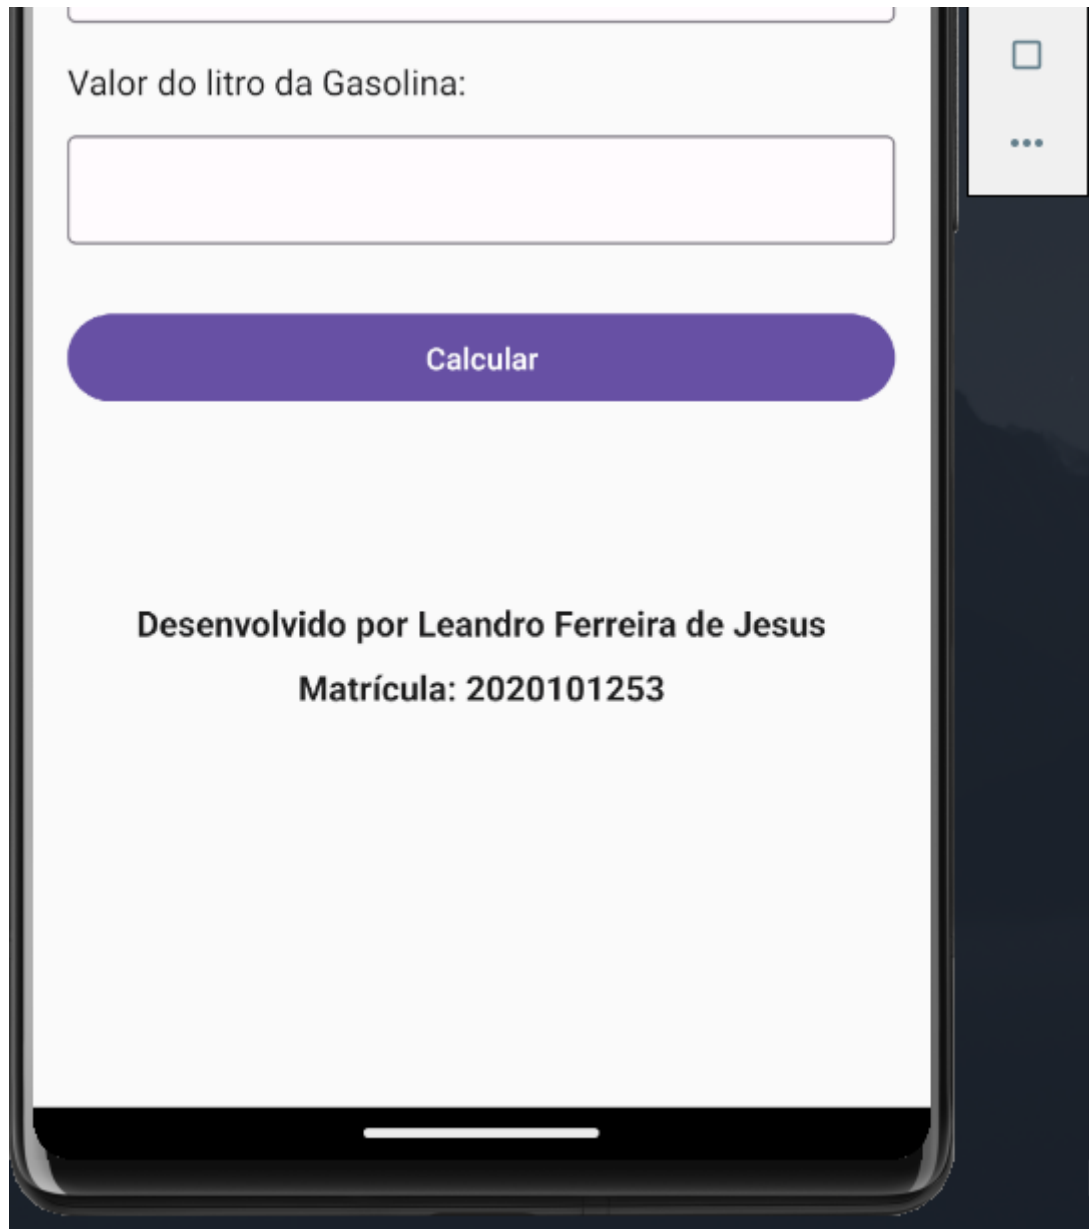 Valor do litro da Gasolina:
Calcular
Desenvolvido por Leandro Ferreira de Jesus
Matrícula: 2020101253